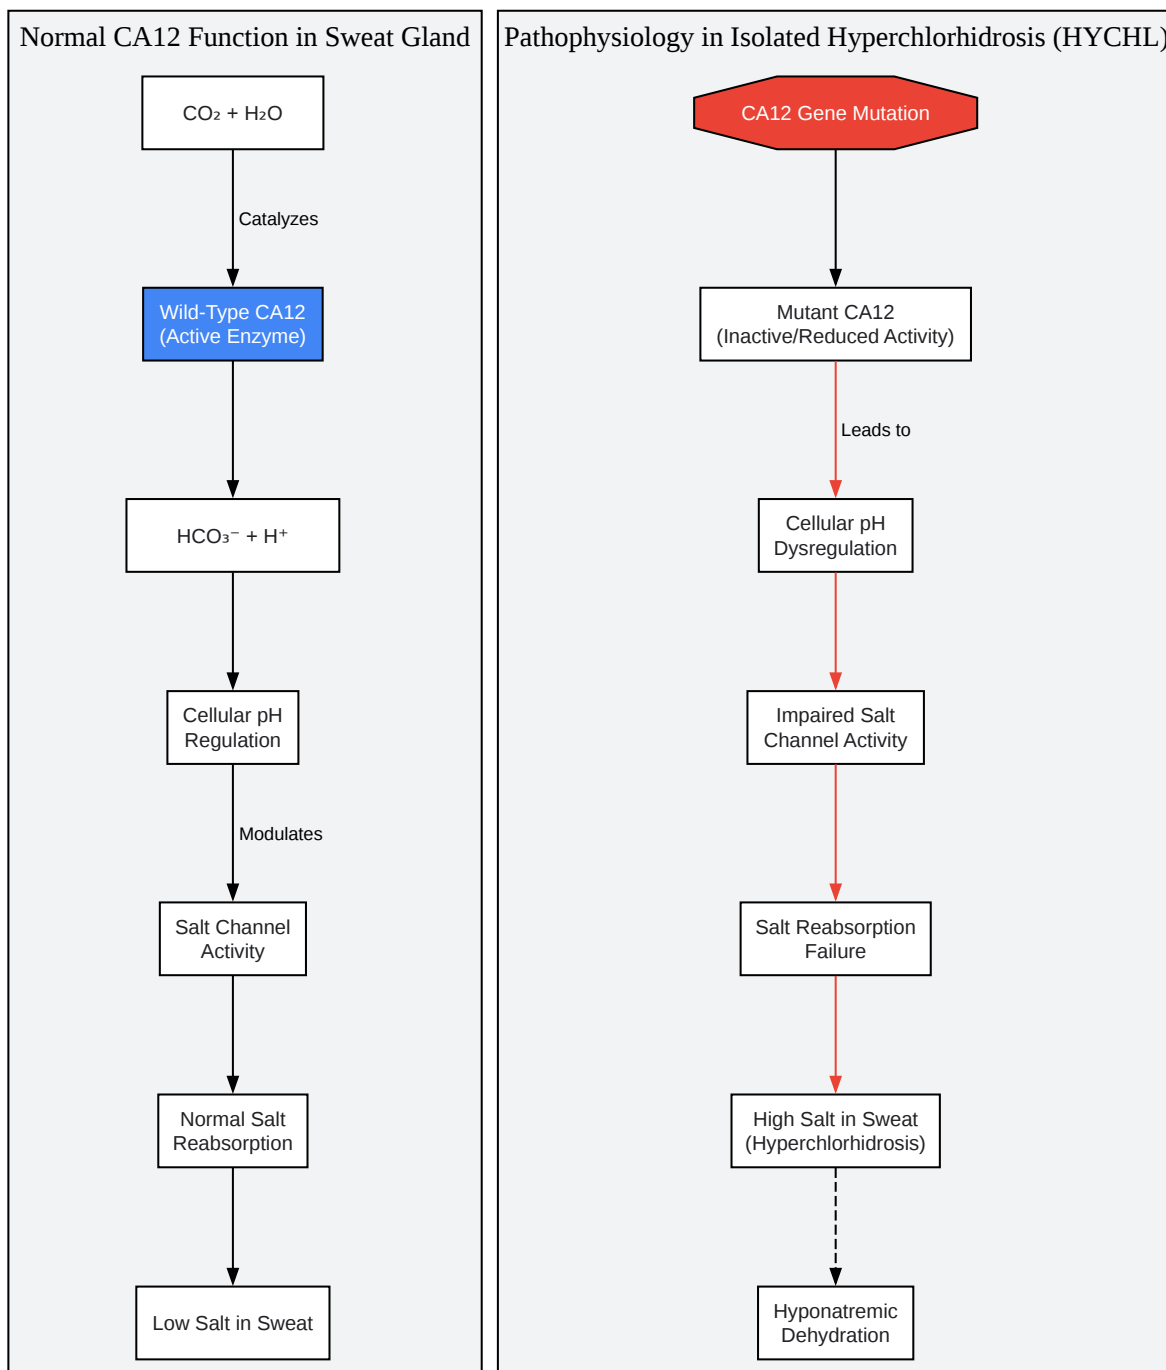 Normal CA12 Function in Sweat Gland
CO₂ + H₂O
Catalyzes
Wild-Type CA12
(Active Enzyme)
HCO₃⁻ + H⁺
Cellular pH
Regulation
Modulates
Salt Channel
Activity
Normal Salt
Reabsorption
Low Salt in Sweat
Pathophysiology in Isolated Hyperchlorhidrosis (HYCHL)
CA12 Gene Mutation
Mutant CA12
(Inactive/Reduced Activity)
Leads to
Cellular pH
Dysregulation
Impaired Salt
Channel Activity
Salt Reabsorption
Failure
High Salt in Sweat
(Hyperchlorhidrosis)
Hyponatremic
Dehydration